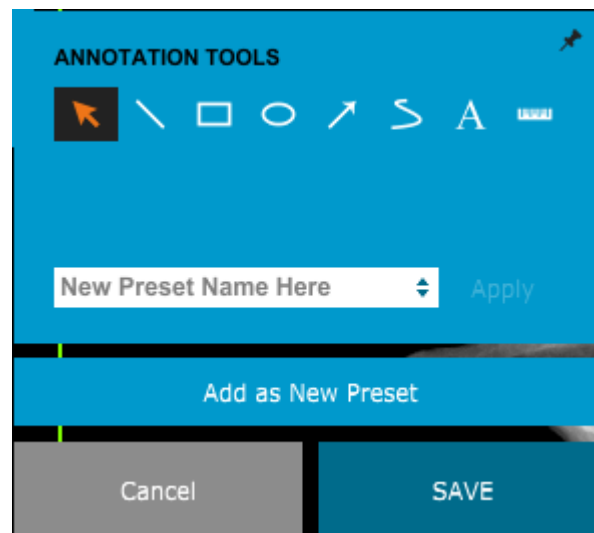 ANNOTATION TOOLS
A
New Preset Name Here
Apply
Add as New Preset
Cancel
SAVE